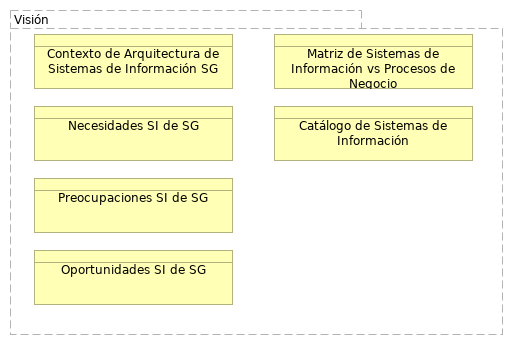 Visión
Contexto de Arquitectura de
Sistemas de Información SG
Matriz de Sistemas de
Información vs Procesos de
Negocio
Necesidades SI de SG
Catálogo de Sistemas de
Información
Preocupaciones SI de SG
Oportunidades SI de SG